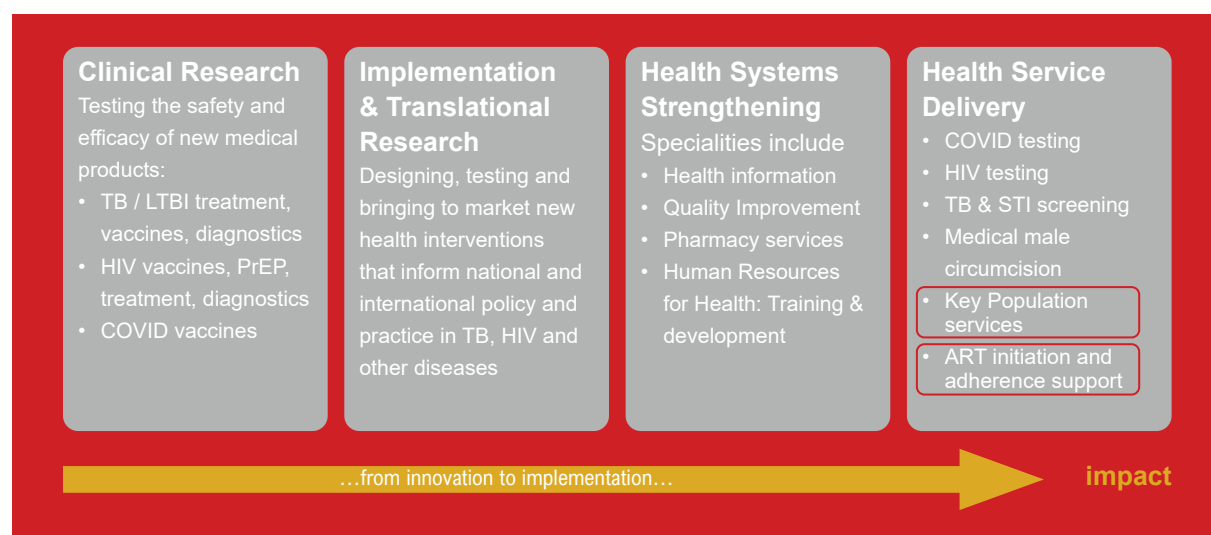 Clinical Research
Testing the safety and
efficacy of new medical
products:
• TB / LTBI treatment,
vaccines, diagnostics
• HIV vaccines, PrEP,
treatment, diagnostics
• COVID vaccines
Implementation
& Translational
Research
Designing, testing and
bringing to market new
health interventions
that inform national and
international policy and
practice in TB, HIV and
other diseases
Health Systems
Strengthening
Specialities include
• Health information
• Quality Improvement
• Pharmacy services
• Human Resources
for Health: Training &
development
Health Service
Delivery
• COVID testing
• HIV testing
• TB & STI screening
• Medical male
circumcision
• Key Population
services
• ART initiation and
adherence support
…from innovation to implementation…
impact